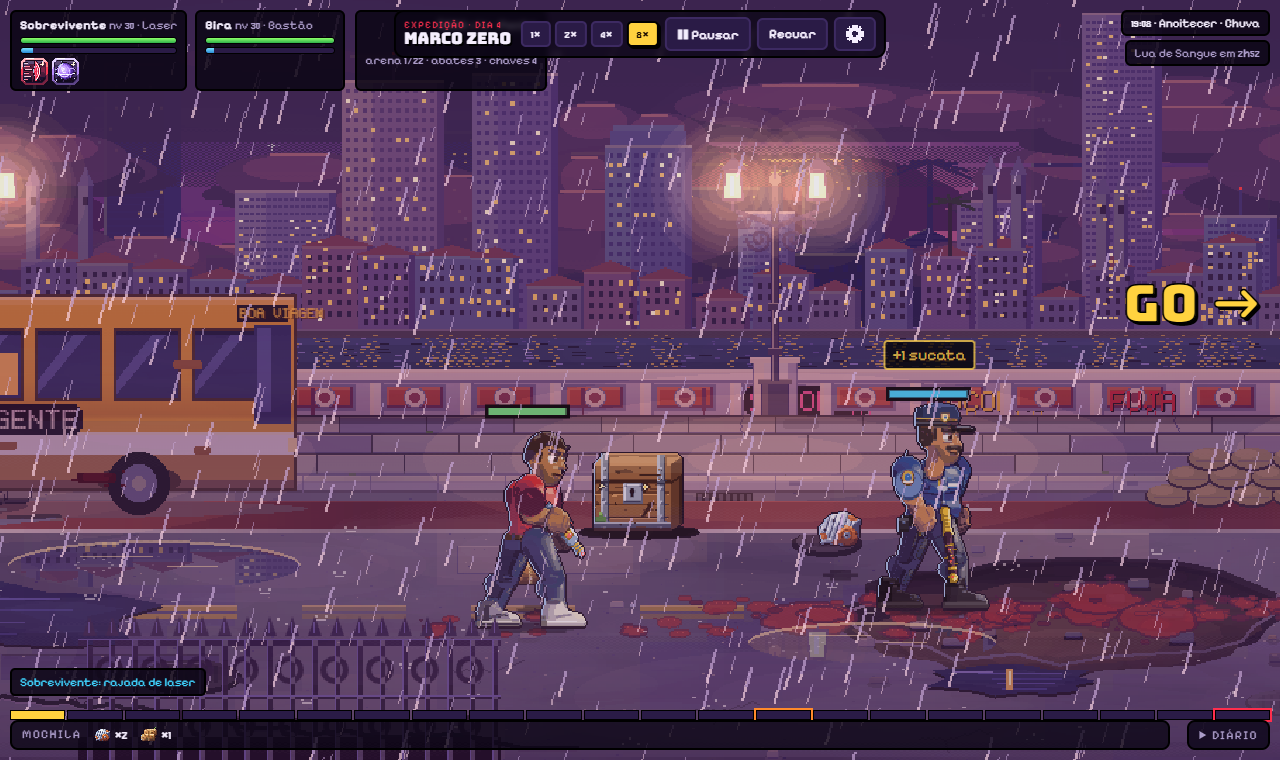 Sobrevivente nv 30 · Laser
Gira nv 30 · Bastão
EXPEDIÇÃO · DIA 4
MARCO ZERO
1×
2×
4×
8×
Pausar
Recuar
arena 1/22 · abates 3 · chaves 4
19:08 · Anoitecer · Chuva
Lua de Sangue em 2h52
BOA VIAGEM
GO →
+1 sucata
FUJA
GENTE
Sobrevivente: rajada de laser
MOCHILA
×2
×1
DIÁRIO